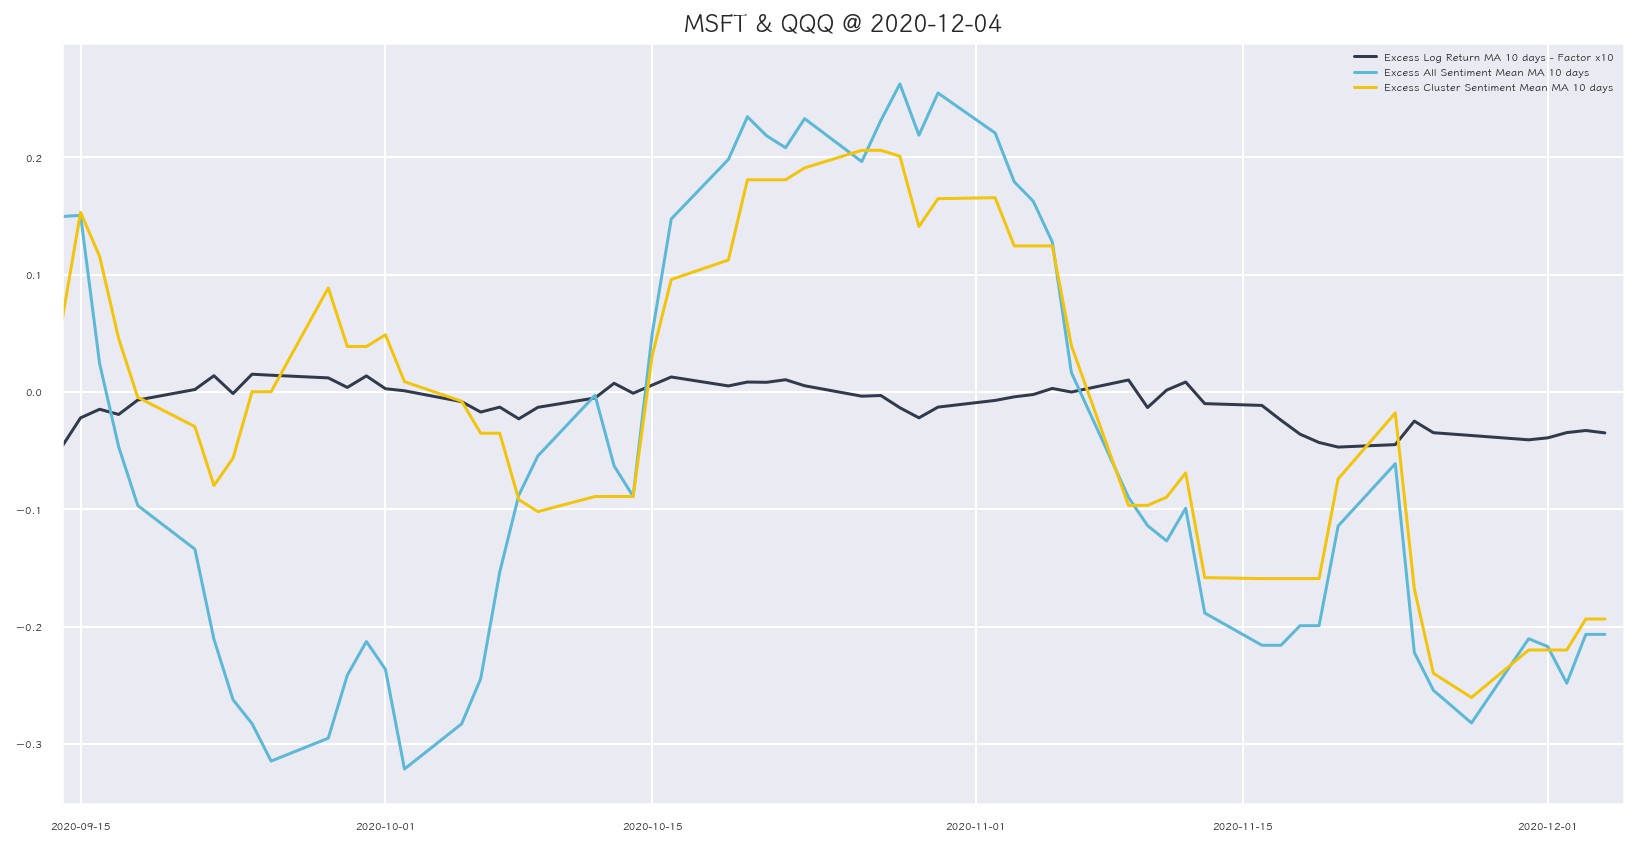 MSFT & QQQ @ 2020-12-04
Excess Log Return MA 10 days - Factor x10
Excess All Sentiment Mean MA 10 days
Excess Cluster Sentiment Mean MA 10 days
0.2
0.1
0.0
−0.1
−0.2
−0.3
2020-09-15 2020-10-01 2020-10-15 2020-11-01 2020-11-15 2020-12-01